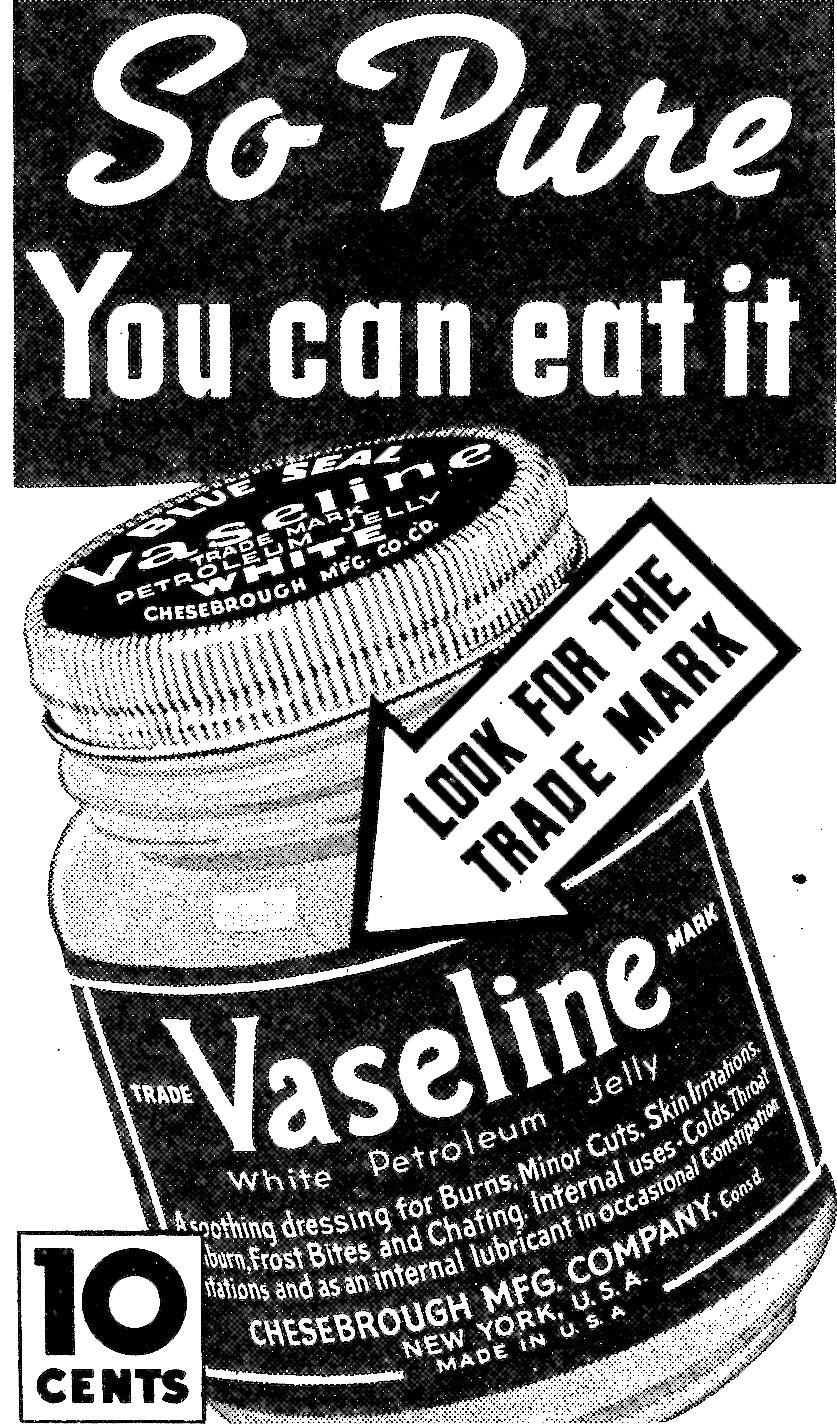 So Pure
You can eat it
BLUE SEAL
Vaseline
TRADE MARK
PETROLEUM JELLY
WHITE
CHESEBROUGH MFG. CO. CD.
LOOK FOR THE
TRADE MARK
TRADE Vaseline MARK
White Petroleum Jelly
A soothing dressing for Burns, Minor Cuts, Skin Irritations,
burn, Frost Bites and Chafing. Internal uses-Colds, Throat
tations and as an internal lubricant in occasional Constipation
CHESEBROUGH MFG. COMPANY, Consd.
NEW YORK, U.S.A.
MADE IN U.S.A
10
CENTS